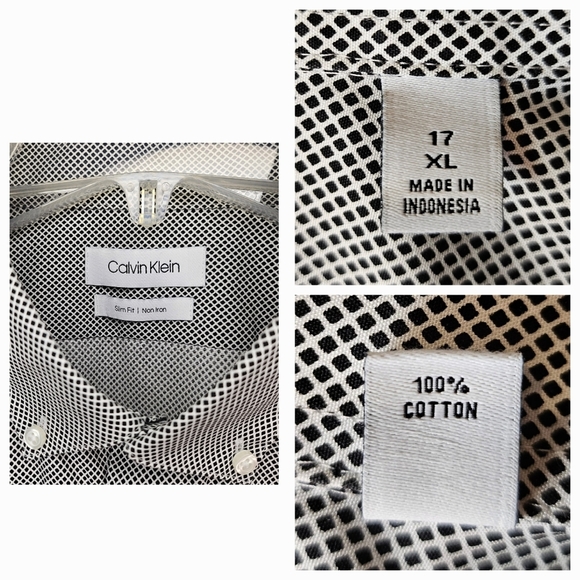 Calvin Klein
Slim Fit | Non Iron
17
XL
MADE IN
INDONESIA
100%
COTTON